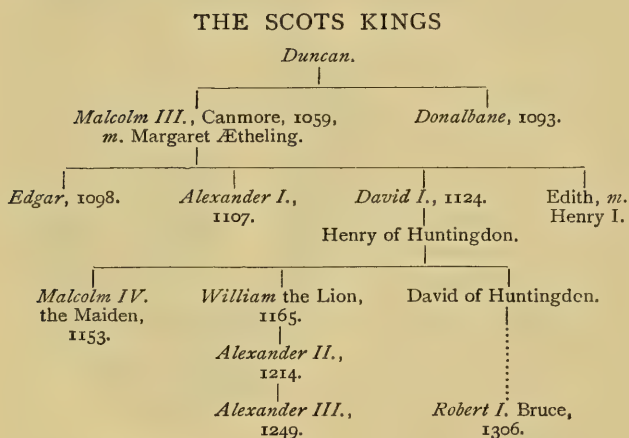 THE SCOTS KINGS
Duncan.
Malcolm III., Canmore, 1059,
m. Margaret Ætheling.
Donalbane, 1093.
Edgar, 1098.
Alexander I.,
1107.
David I., 1124.
Edith, m.
Henry I.
Henry of Huntingdon.
Malcolm IV.
the Maiden,
1153.
William the Lion,
1165.
David of Huntingdon.
Alexander II.,
1214.
Alexander III.,
1249.
Robert I. Bruce,
1306.